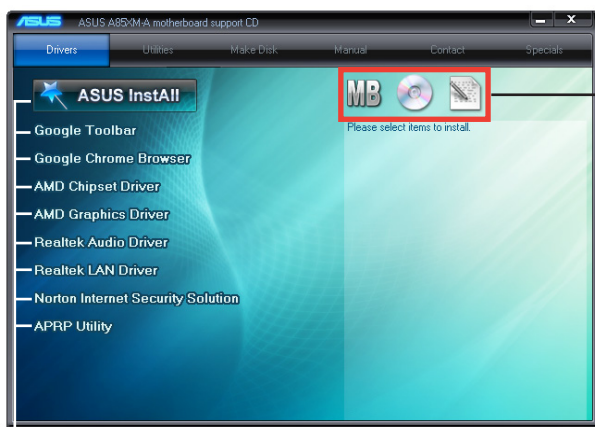 ASUS ASUS A85XM-A motherboard support CD
Drivers Utilities Make Disk Manual Contact Specials
ASUS InstAll
MB
Please select items to install.
Google Toolbar
Google Chrome Browser
AMD Chipset Driver
AMD Graphics Driver
Realtek Audio Driver
Realtek LAN Driver
Norton Internet Security Solution
APRP Utility